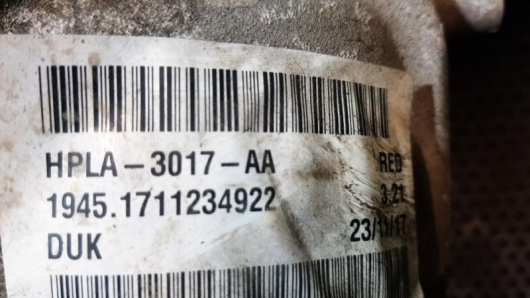 HPLA-3017-AA RED
1945.1711234922 3.21
DUK 23/11/17